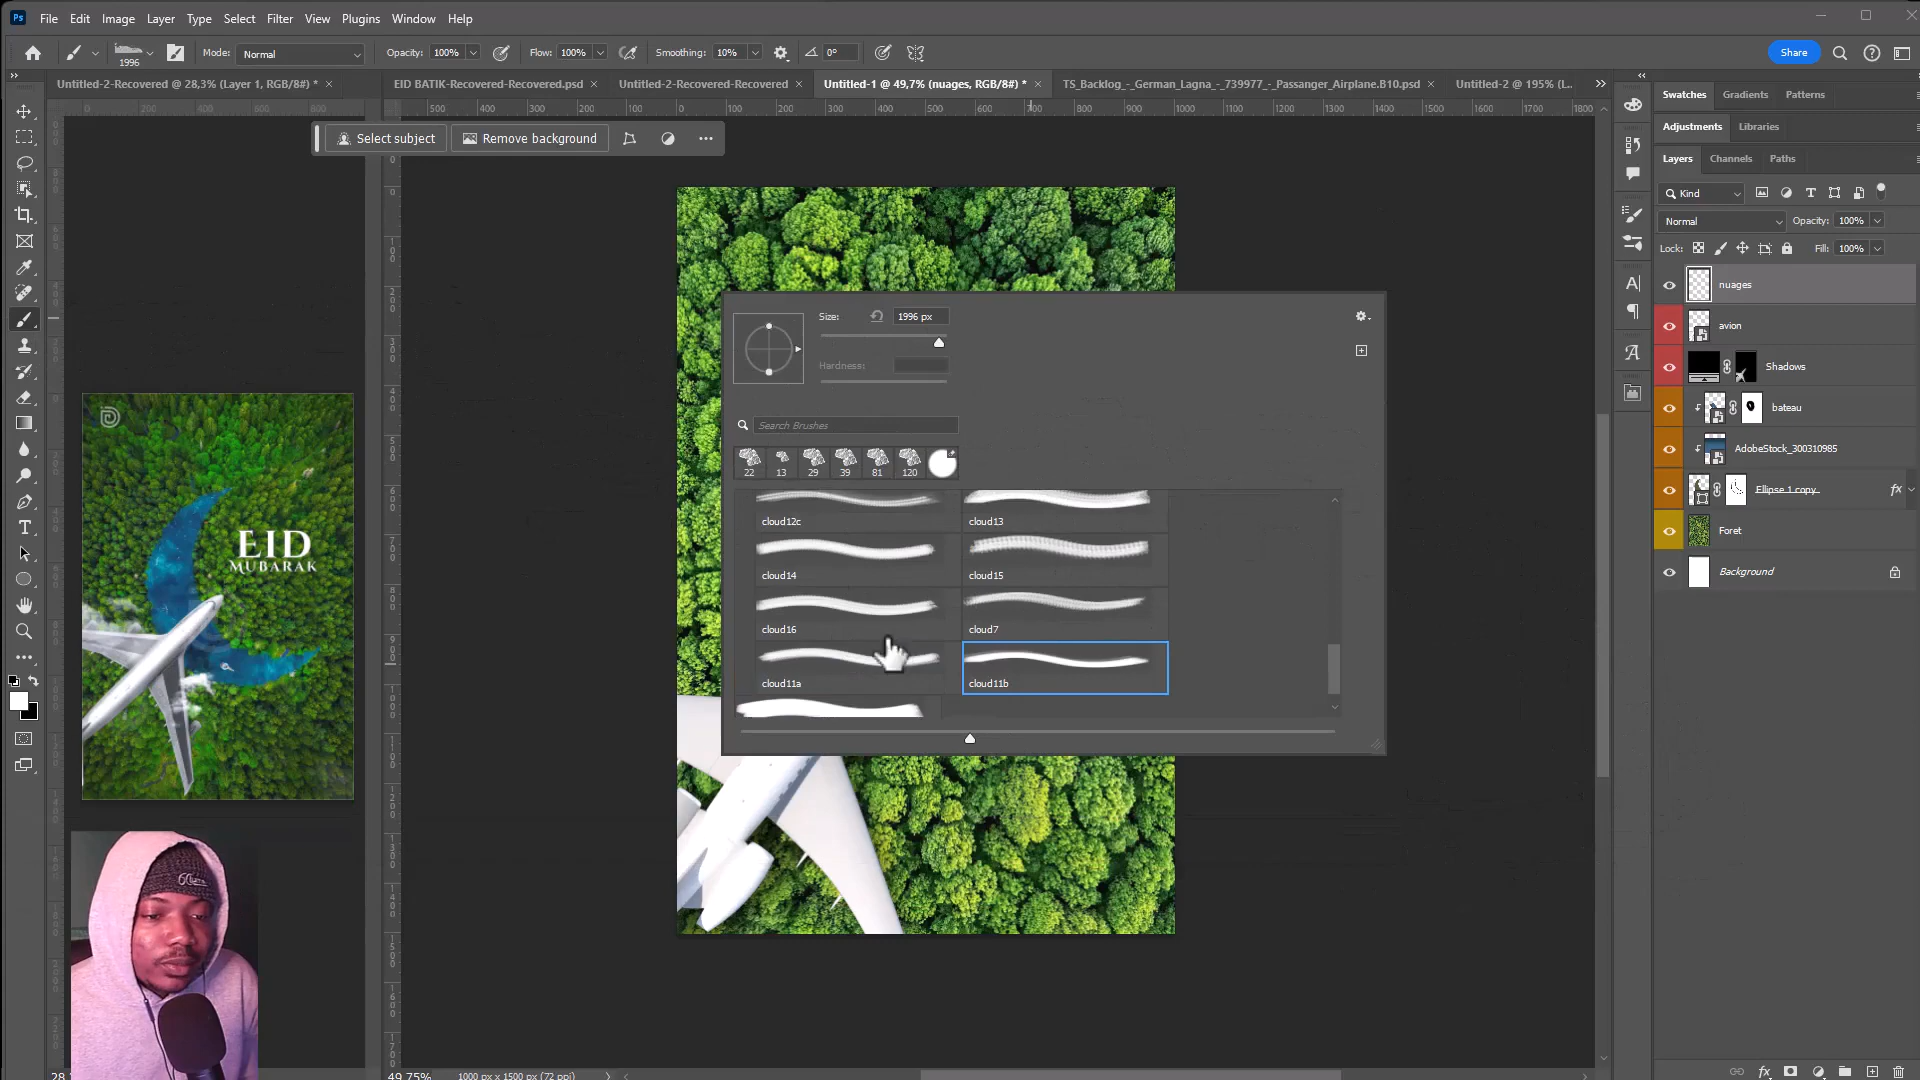 Ps File Edit Image Layer Type Select Filter View Plugins Window Help
1996 Mode: Normal Opacity: 100% Flow: 100% Smoothing: 10% 0° Share
Untitled-2-Recovered @ 28,3% (Layer 1, RGB/8#) * × EID BATIK-Recovered-Recovered.psd × Untitled-2-Recovered-Recovered × Untitled-1 @ 49,7% (nuages, RGB/8#) * × TS_Backlog_-_German_Lagna_-_739977_-_Passanger_Airplane.B10.psd × Untitled-2 @ 195% (L..
Select subject Remove background
Size: 1996 px
Hardness:
Search Brushes
22 13 29 39 81 120
cloud12c cloud13
cloud14 cloud15
cloud16 cloud7
cloud11a cloud11b
EID
MUBARAK
Swatches Gradients Patterns
Adjustments Libraries
Layers Channels Paths
Kind
Normal Opacity: 100%
Lock: Fill: 100%
nuages
avion
Shadows
bateau
AdobeStock_300310985
Ellipse 1 copy fx
Foret
Background
49,75% 1000 px x 1500 px (72 ppi)